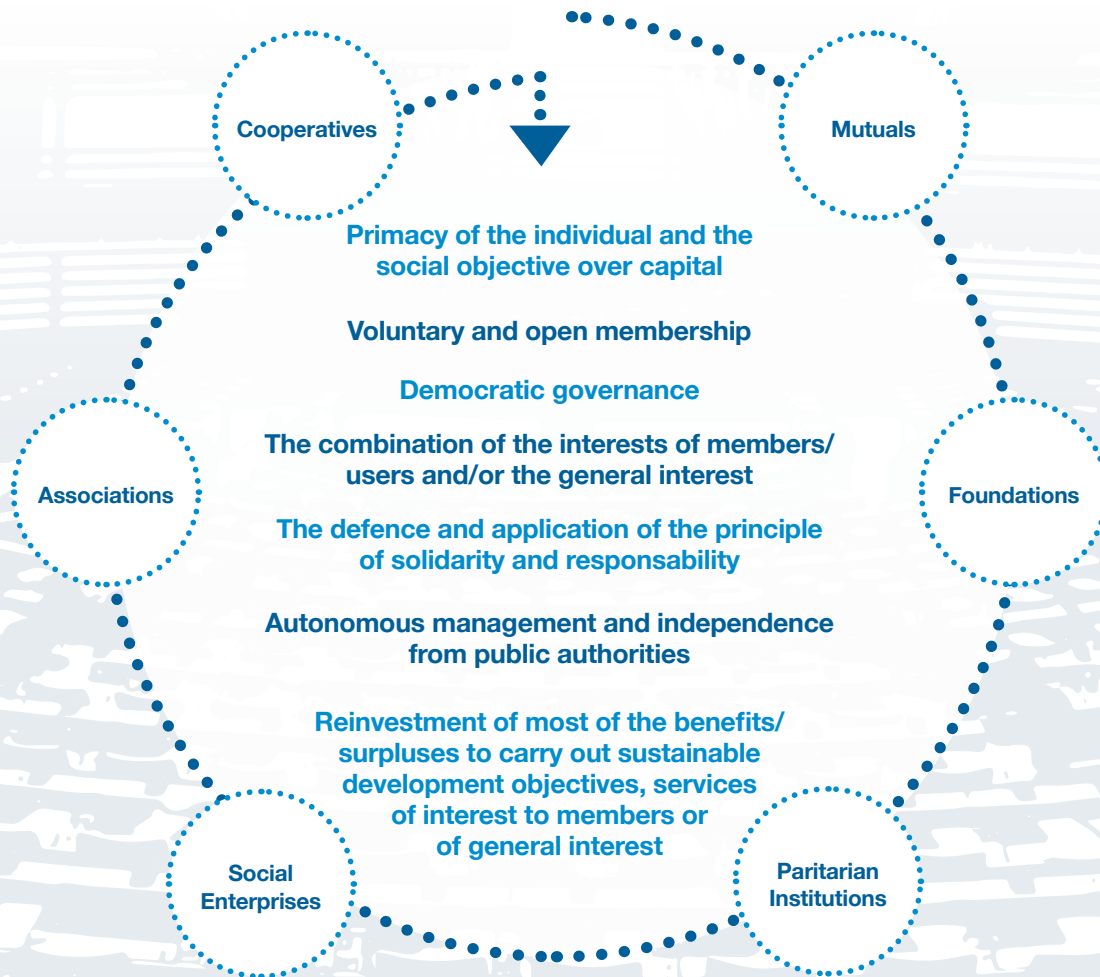 Cooperatives
Mutuals
Primacy of the individual and the
social objective over capital
Voluntary and open membership
Democratic governance
The combination of the interests of members/
users and/or the general interest
Associations
Foundations
The defence and application of the principle
of solidarity and responsability
Autonomous management and independence
from public authorities
Reinvestment of most of the benefits/
surpluses to carry out sustainable
development objectives, services
of interest to members or
of general interest
Social
Enterprises
Paritarian
Institutions